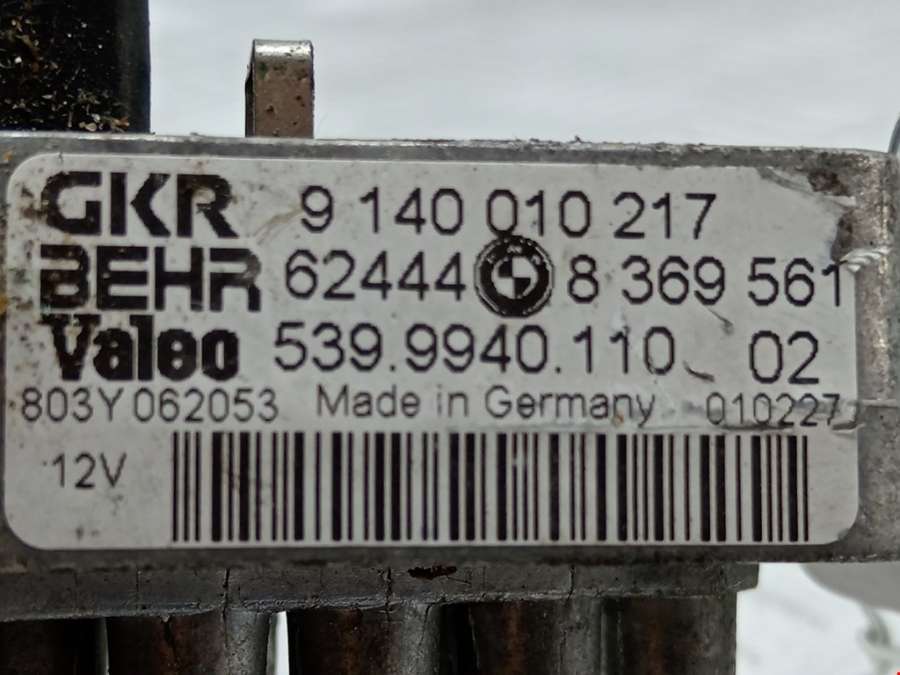 GKR 9 140 010 217
BEHR 62444 8 369 561
Valeo 539.9940.110 02
803Y062053 Made in Germany 010227
12V